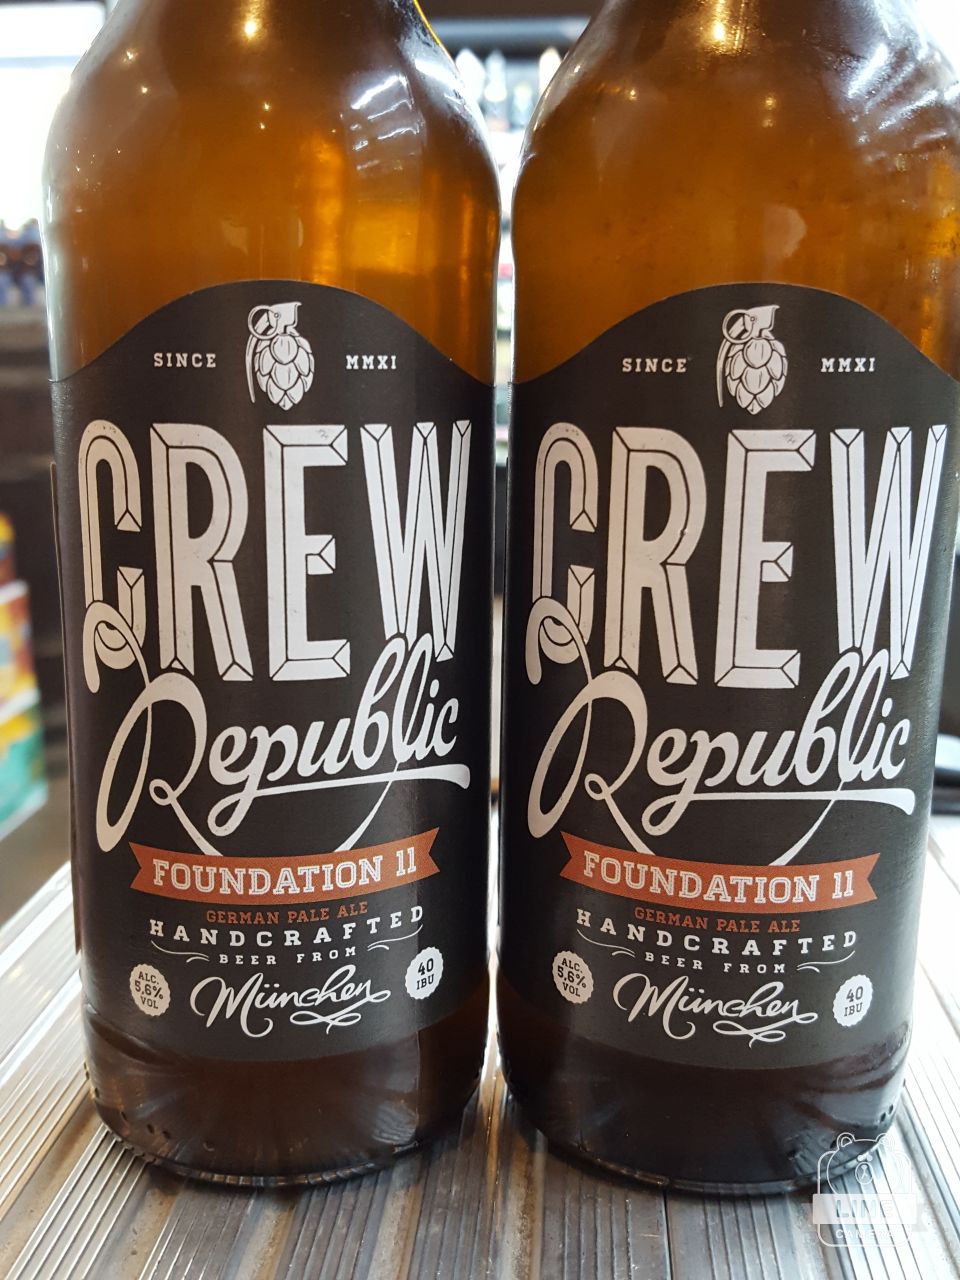 SINCE MMXI
CREW
Republic
FOUNDATION 11
GERMAN PALE ALE
HANDCRAFTED
BEER FROM
ALC.
5,6%
VOL
München
40
IBU
SINCE MMXI
CREW
Republic
FOUNDATION 11
GERMAN PALE ALE
HANDCRAFTED
BEER FROM
ALC.
5,6%
VOL
München
40
IBU
LINE
CAMERA